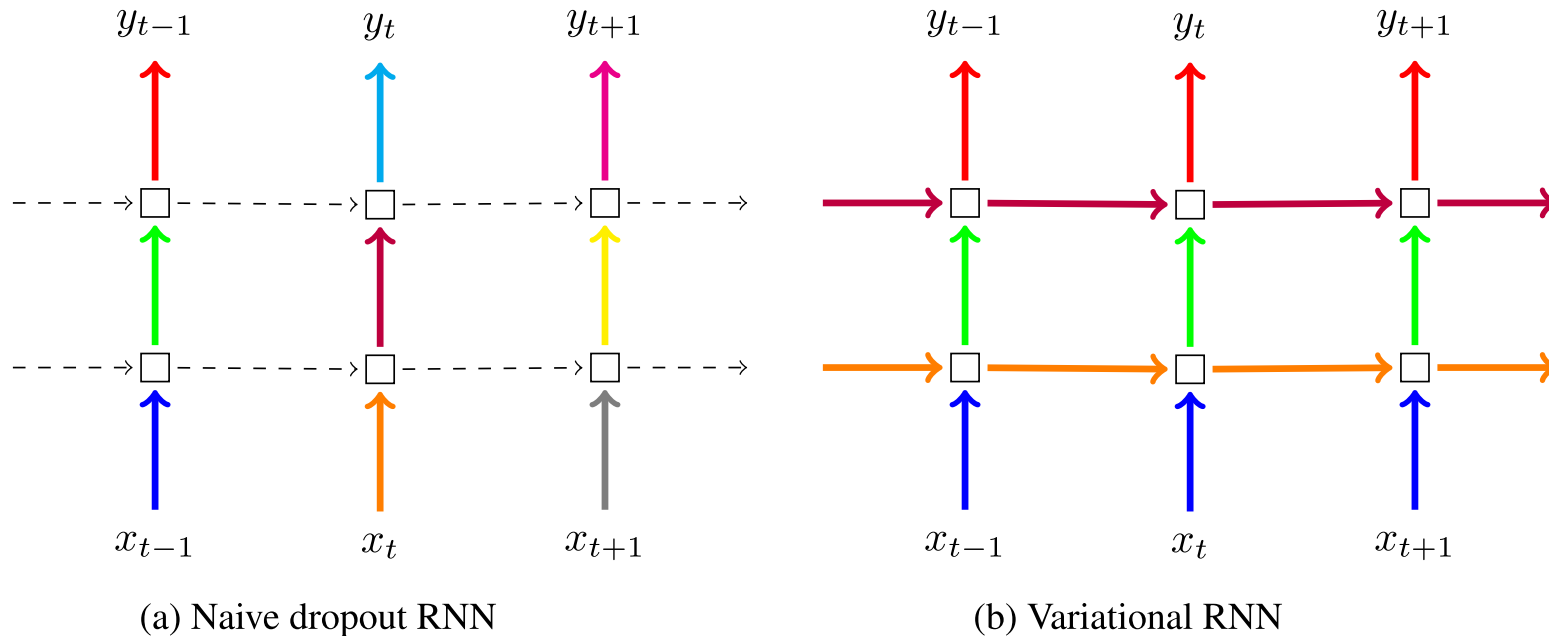 y_{t-1} y_t y_{t+1} y_{t-1} y_t y_{t+1}
x_{t-1} x_t x_{t+1} x_{t-1} x_t x_{t+1}
(a) Naive dropout RNN
(b) Variational RNN